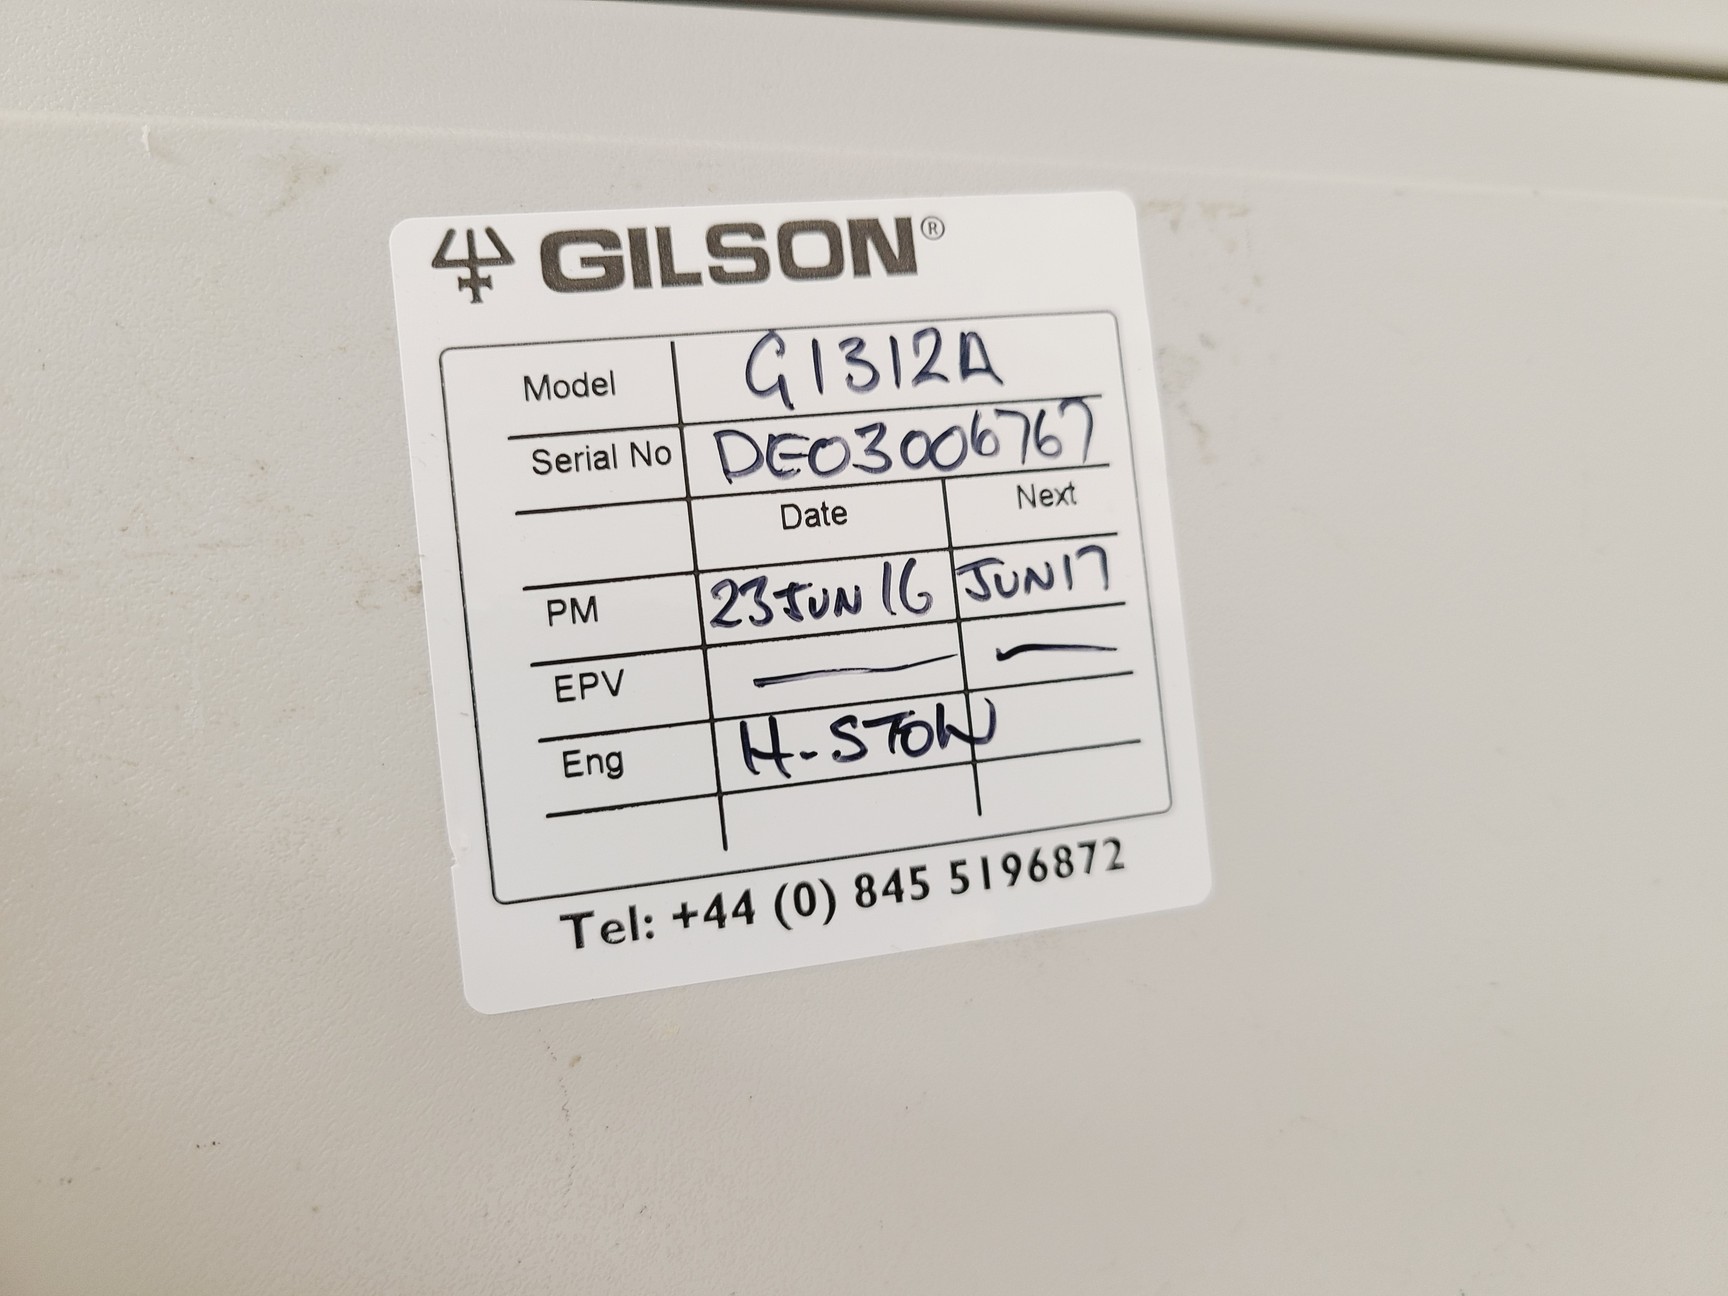 GILSON®
Model G1312A
Serial No DE03006767
Date Next
PM 23JUN16 JUN17
EPV — —
Eng H-STOW
Tel: +44 (0) 845 5196872